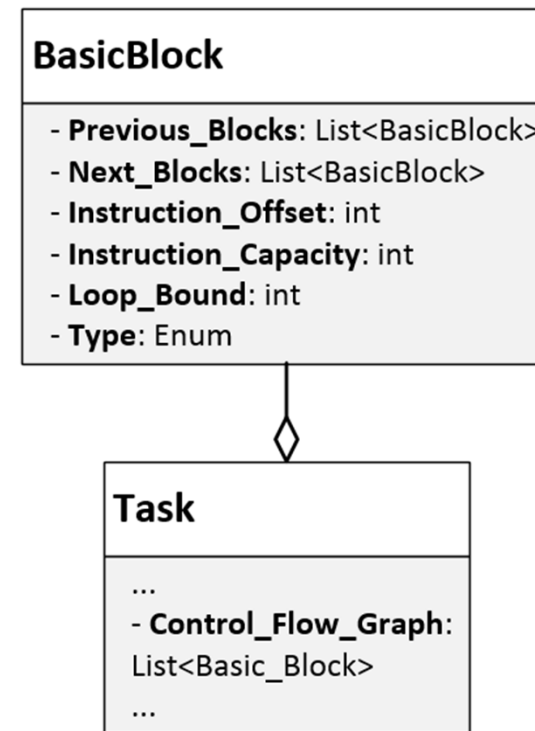 BasicBlock
- Previous_Blocks: List<BasicBlock>
- Next_Blocks: List<BasicBlock>
- Instruction_Offset: int
- Instruction_Capacity: int
- Loop_Bound: int
- Type: Enum
Task
...
- Control_Flow_Graph:
List<Basic_Block>
...